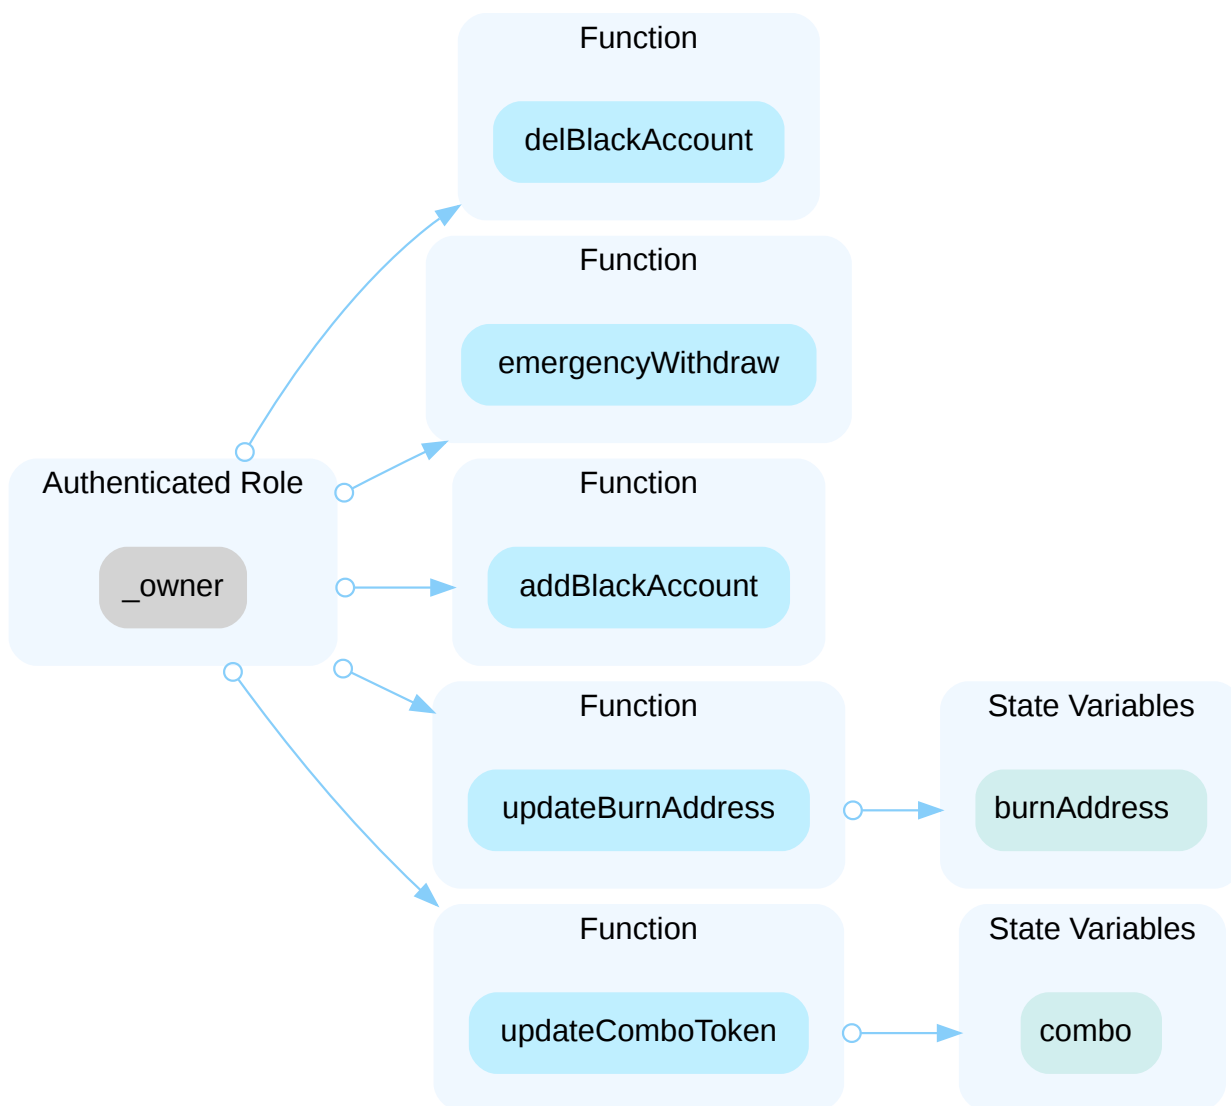 Function
delBlackAccount
Function
emergencyWithdraw
Authenticated Role
_owner
Function
addBlackAccount
Function
updateBurnAddress
State Variables
burnAddress
Function
updateComboToken
State Variables
combo